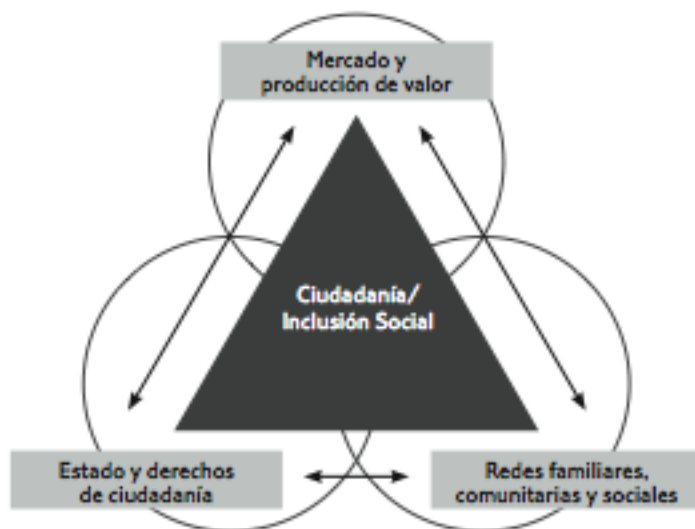 Mercado y
producción de valor
Ciudadanía/
Inclusión Social
Estado y derechos
de ciudadanía
Redes familiares,
comunitarias y sociales